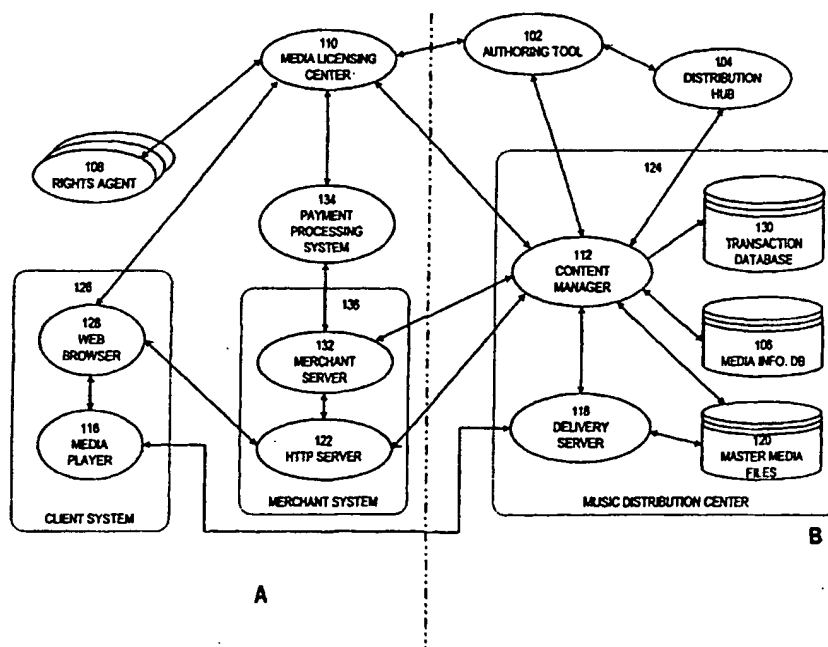 110
MEDIA LICENSING
CENTER
102
AUTHORING TOOL
104
DISTRIBUTION
HUB
108
RIGHTS AGENT
134
PAYMENT
PROCESSING
SYSTEM
124
130
TRANSACTION
DATABASE
112
CONTENT
MANAGER
126
128
WEB
BROWSER
136
132
MERCHANT
SERVER
106
MEDIA INFO. DB
116
MEDIA
PLAYER
122
HTTP SERVER
118
DELIVERY
SERVER
120
MASTER MEDIA
FILES
CLIENT SYSTEM
MERCHANT SYSTEM
MUSIC DISTRIBUTION CENTER
B
A